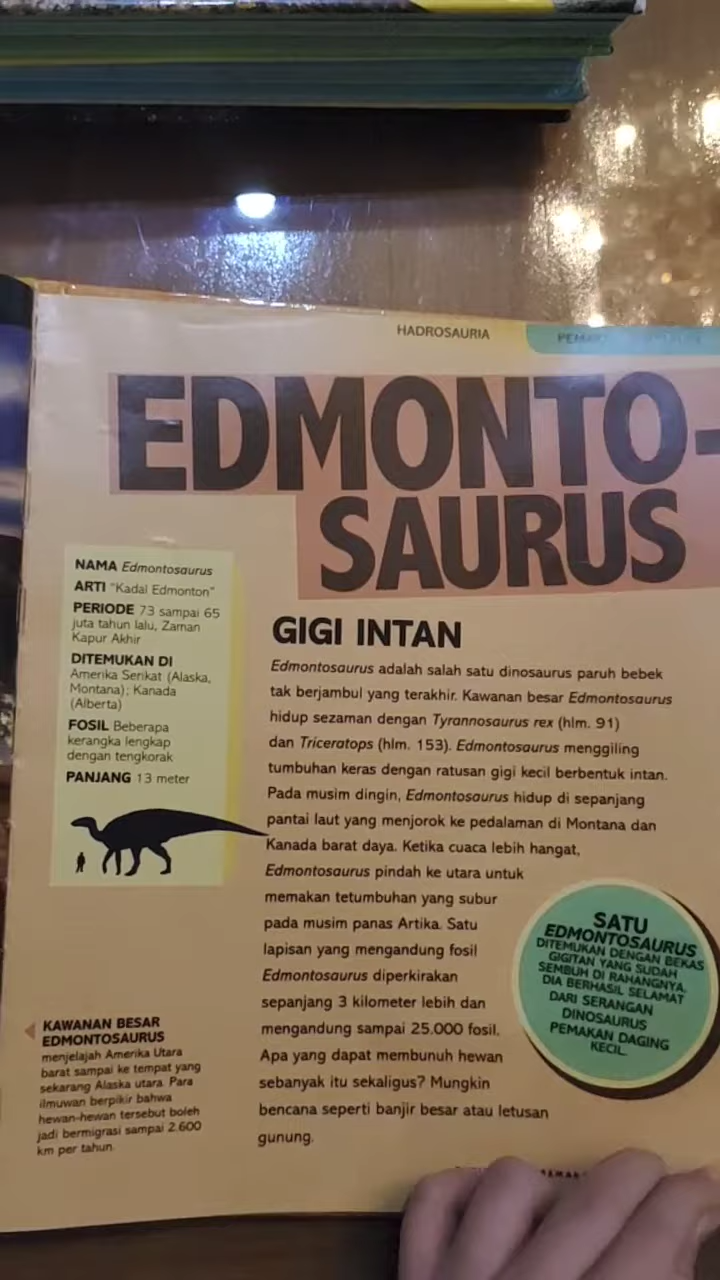 HADROSAURIA
EDMONTO-
SAURUS
NAMA Edmontosaurus
ARTI "Kadal Edmonton"
PERIODE 73 sampai 65
juta tahun lalu, Zaman
Kapur Akhir
DITEMUKAN DI
Amerika Serikat (Alaska,
Montana); Kanada
(Alberta)
FOSIL Beberapa
kerangka lengkap
dengan tengkorak
PANJANG 13 meter
GIGI INTAN
Edmontosaurus adalah salah satu dinosaurus paruh bebek
tak berjambul yang terakhir. Kawanan besar Edmontosaurus
hidup sezaman dengan Tyrannosaurus rex (hlm. 91)
dan Triceratops (hlm. 153). Edmontosaurus menggiling
tumbuhan keras dengan ratusan gigi kecil berbentuk intan.
Pada musim dingin, Edmontosaurus hidup di sepanjang
pantai laut yang menjorok ke pedalaman di Montana dan
Kanada barat daya. Ketika cuaca lebih hangat,
Edmontosaurus pindah ke utara untuk
memakan tetumbuhan yang subur
pada musim panas Artika. Satu
lapisan yang mengandung fosil
Edmontosaurus diperkirakan
sepanjang 3 kilometer lebih dan
mengandung sampai 25.000 fosil.
Apa yang dapat membunuh hewan
sebanyak itu sekaligus? Mungkin
bencana seperti banjir besar atau letusan
gunung.
SATU
EDMONTOSAURUS
DITEMUKAN DENGAN BEKAS
GIGITAN YANG SUDAH
SEMBUH DI RAHANGNYA.
DIA BERHASIL SELAMAT
DARI SERANGAN
DINOSAURUS
PEMAKAN DAGING
KECIL.
KAWANAN BESAR
EDMONTOSAURUS
menjelajah Amerika Utara
barat sampai ke tempat yang
sekarang Alaska utara. Para
ilmuwan berpikir bahwa
hewan-hewan tersebut boleh
jadi bermigrasi sampai 2.600
km per tahun.